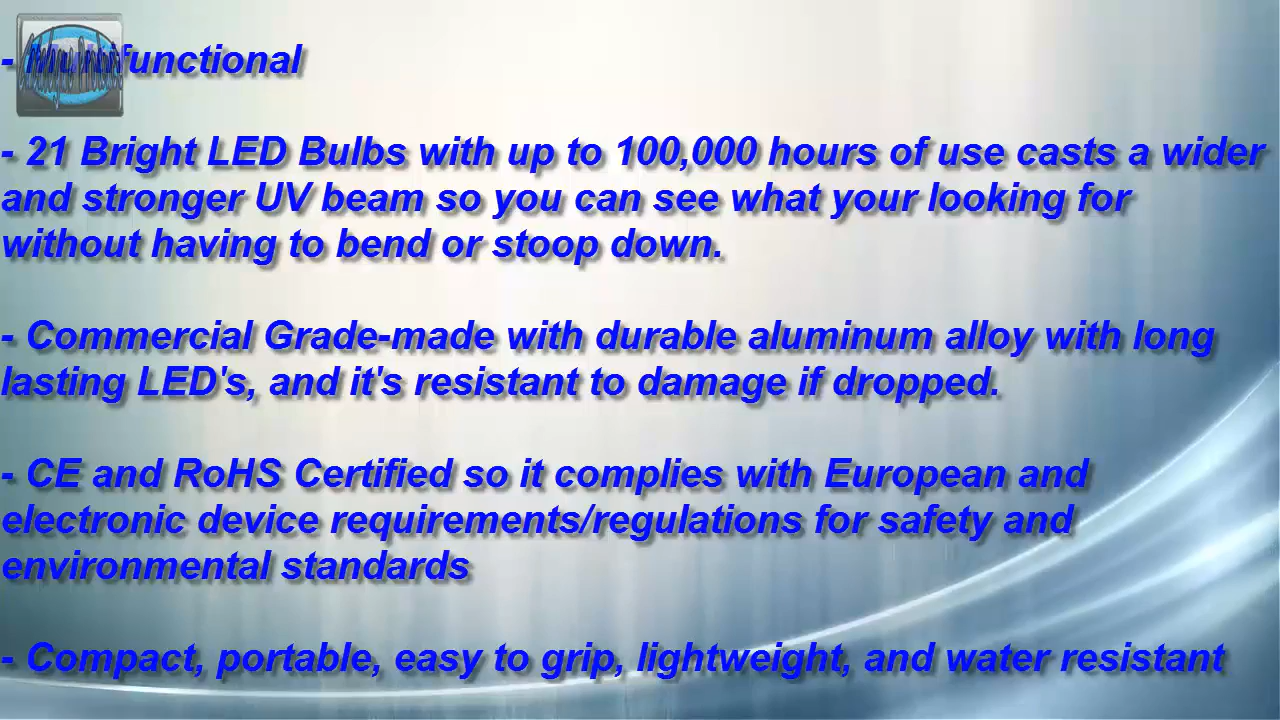 - Multifunctional
- 21 Bright LED Bulbs with up to 100,000 hours of use casts a wider
and stronger UV beam so you can see what your looking for
without having to bend or stoop down.
- Commercial Grade-made with durable aluminum alloy with long
lasting LED's, and it's resistant to damage if dropped.
- CE and RoHS Certified so it complies with European and
electronic device requirements/regulations for safety and
environmental standards
- Compact, portable, easy to grip, lightweight, and water resistant